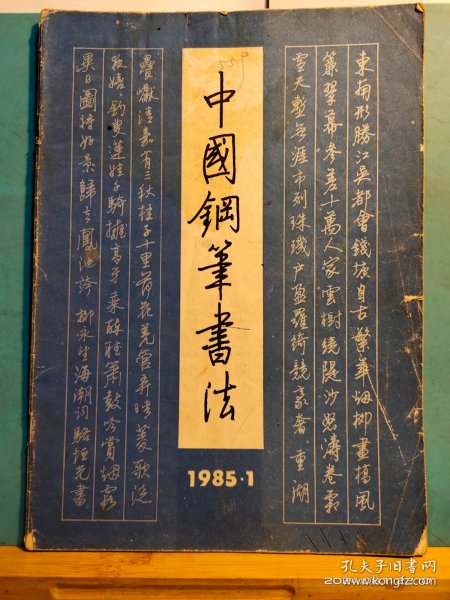 東南形勝江吳都會錢塘自古繁華烟柳畫橋風
簾翠幕參差十萬人家雲樹繞隄沙怒濤卷霜
雪天塹無涯市列珠璣户盈羅綺競豪奢重湖
中國鋼筆書法
1985·1
疊巘清嘉有三秋桂子十里荷花羌管弄晴菱歌泛
夜嬉釣叟蓮娃千騎擁高牙乘醉聽簫鼓吟賞烟霞
異日圖將好景歸去鳳池誇 柳永望海潮詞駱恒光書
孔夫子旧书网